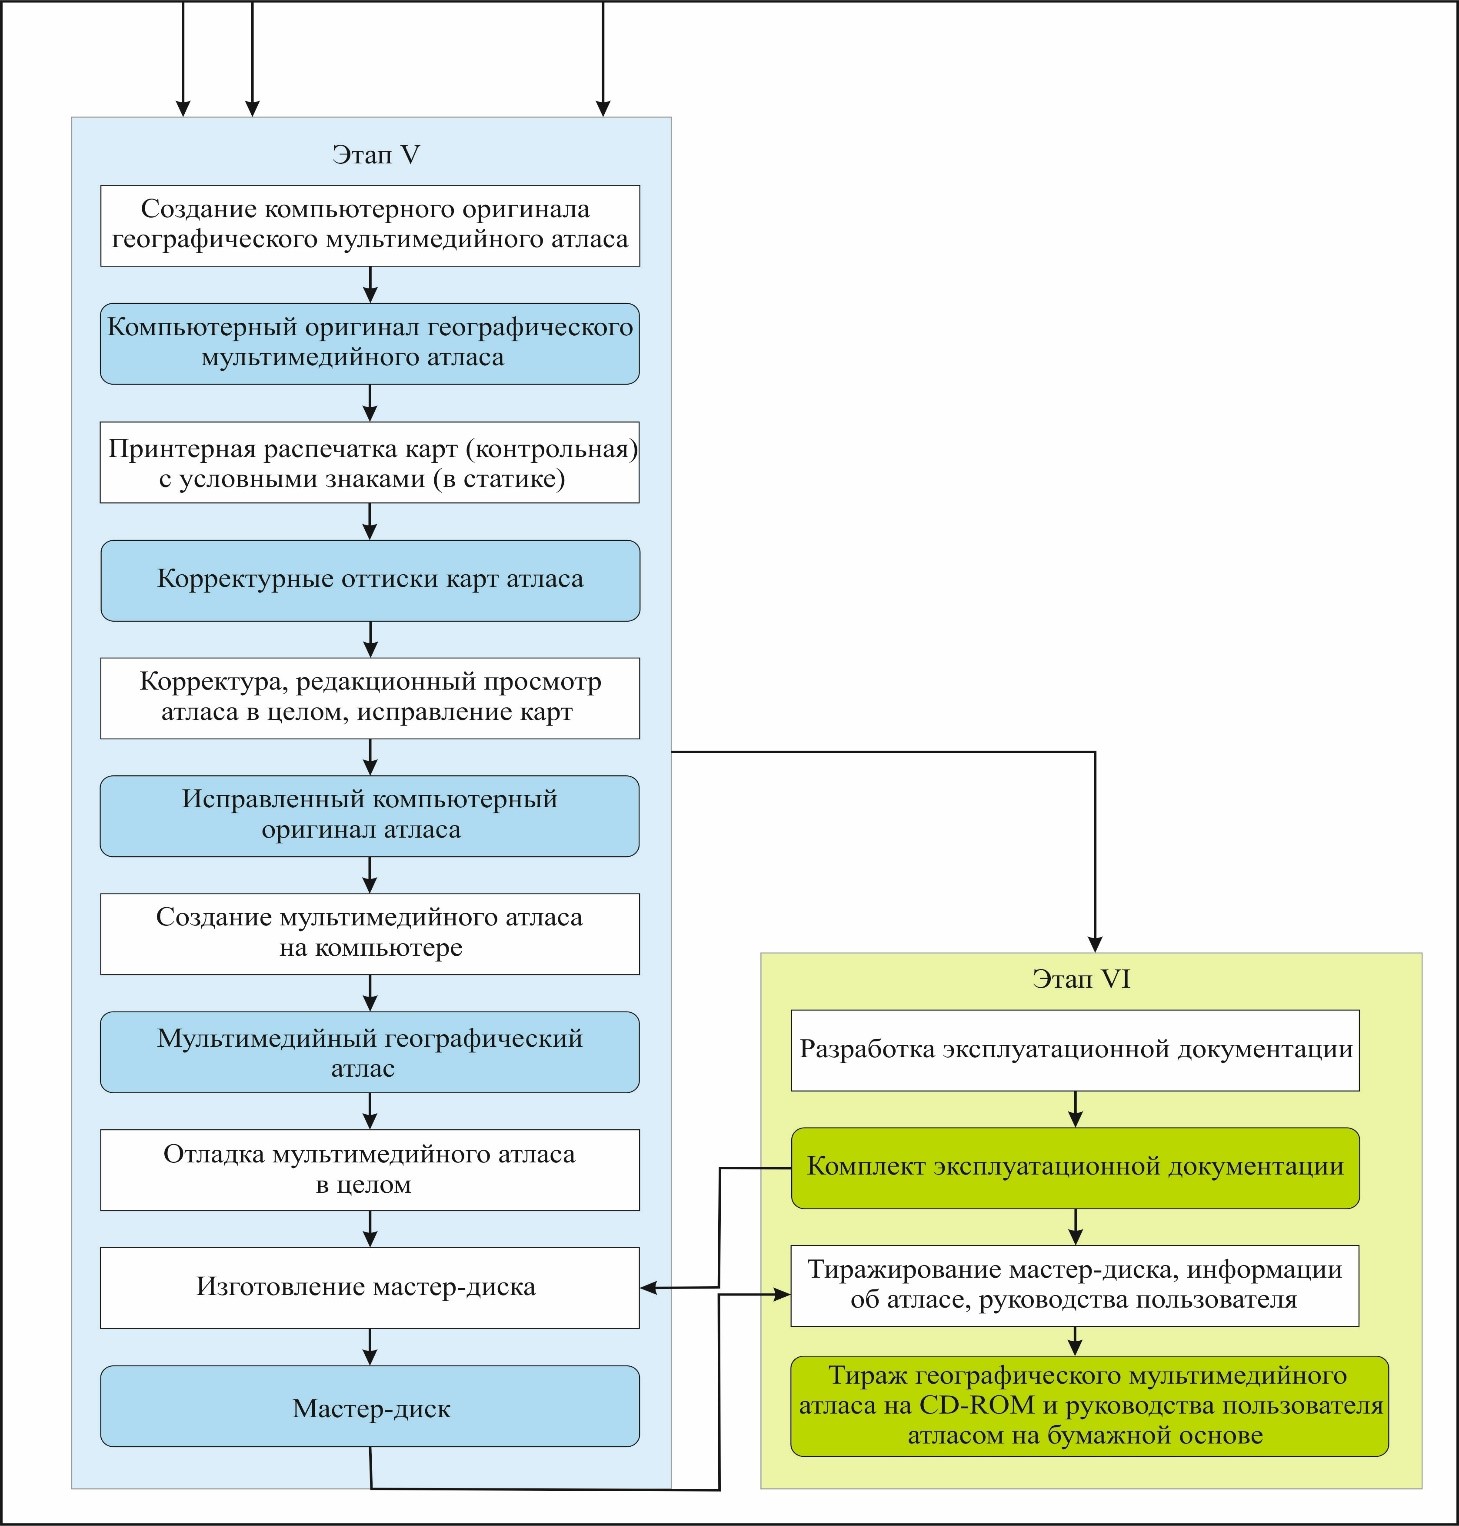 Этап V
Создание компьютерного оригинала
географического мультимедийного атласа
Компьютерный оригинал географического
мультимедийного атласа
Принтерная распечатка карт (контрольная)
с условными знаками (в статике)
Корректурные оттиски карт атласа
Корректура, редакционный просмотр
атласа в целом, исправление карт
Исправленный компьютерный
оригинал атласа
Создание мультимедийного атласа
на компьютере
Мультимедийный географический
атлас
Отладка мультимедийного атласа
в целом
Изготовление мастер-диска
Мастер-диск
Этап VI
Разработка эксплуатационной документации
Комплект эксплуатационной документации
Тиражирование мастер-диска, информации
об атласе, руководства пользователя
Тираж географического мультимедийного
атласа на CD-ROM и руководства пользователя
атласом на бумажной основе